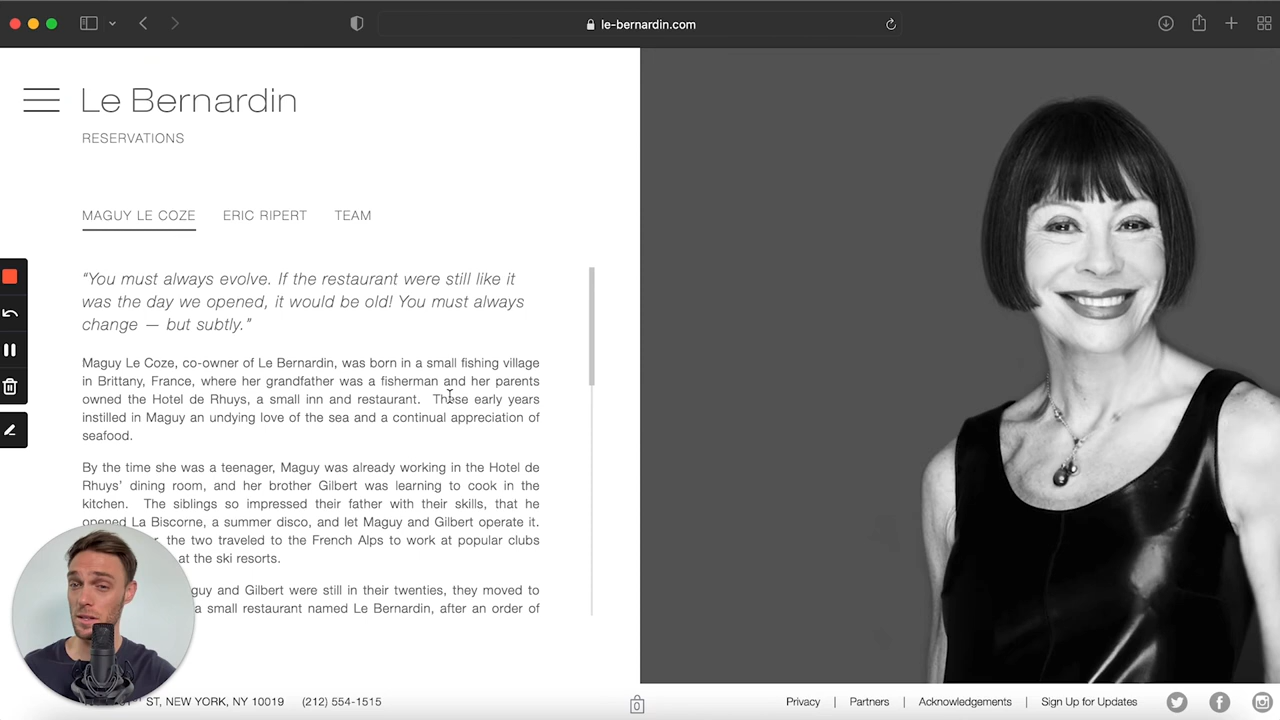 le-bernardin.com
Le Bernardin
RESERVATIONS
MAGUY LE COZE ERIC RIPERT TEAM
"You must always evolve. If the restaurant were still like it
was the day we opened, it would be old! You must always
change — but subtly."
Maguy Le Coze, co-owner of Le Bernardin, was born in a small fishing village
in Brittany, France, where her grandfather was a fisherman and her parents
owned the Hotel de Rhuys, a small inn and restaurant. These early years
instilled in Maguy an undying love of the sea and a continual appreciation of
seafood.
By the time she was a teenager, Maguy was already working in the Hotel de
Rhuys' dining room, and her brother Gilbert was learning to cook in the
kitchen. The siblings so impressed their father with their skills, that he
opened La Biscorne, a summer disco, and let Maguy and Gilbert operate it.
the two traveled to the French Alps to work at popular clubs
at the ski resorts.
guy and Gilbert were still in their twenties, they moved to
a small restaurant named Le Bernardin, after an order of
ST, NEW YORK, NY 10019 (212) 554-1515
0
Privacy | Partners | Acknowledgements | Sign Up for Updates